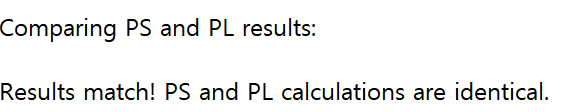 Comparing PS and PL results:
Results match! PS and PL calculations are identical.